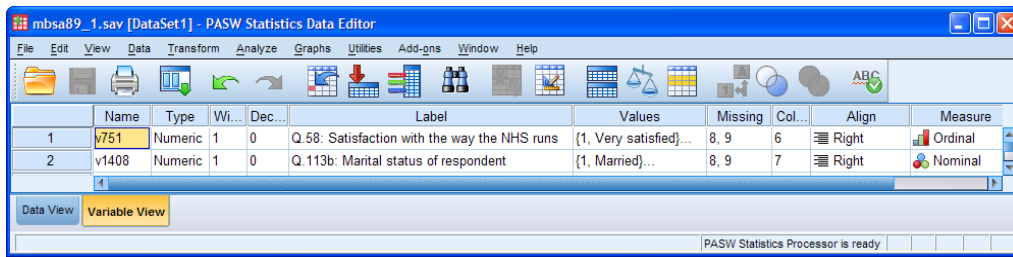 mbsa89_1.sav [DataSet1] - PASW Statistics Data Editor
File Edit View Data Transform Analyze Graphs Utilities Add-ons Window Help
A
1 4
ABC
Name Type Wi... Dec... Label Values Missing Col... Align Measure
1 v751 Numeric 1 0 Q.58: Satisfaction with the way the NHS runs {1, Very satisfied}... 8, 9 6 Right Ordinal
2 v1408 Numeric 1 0 Q.113b: Marital status of respondent {1, Married}... 8, 9 7 Right Nominal
Data View Variable View
PASW Statistics Processor is ready